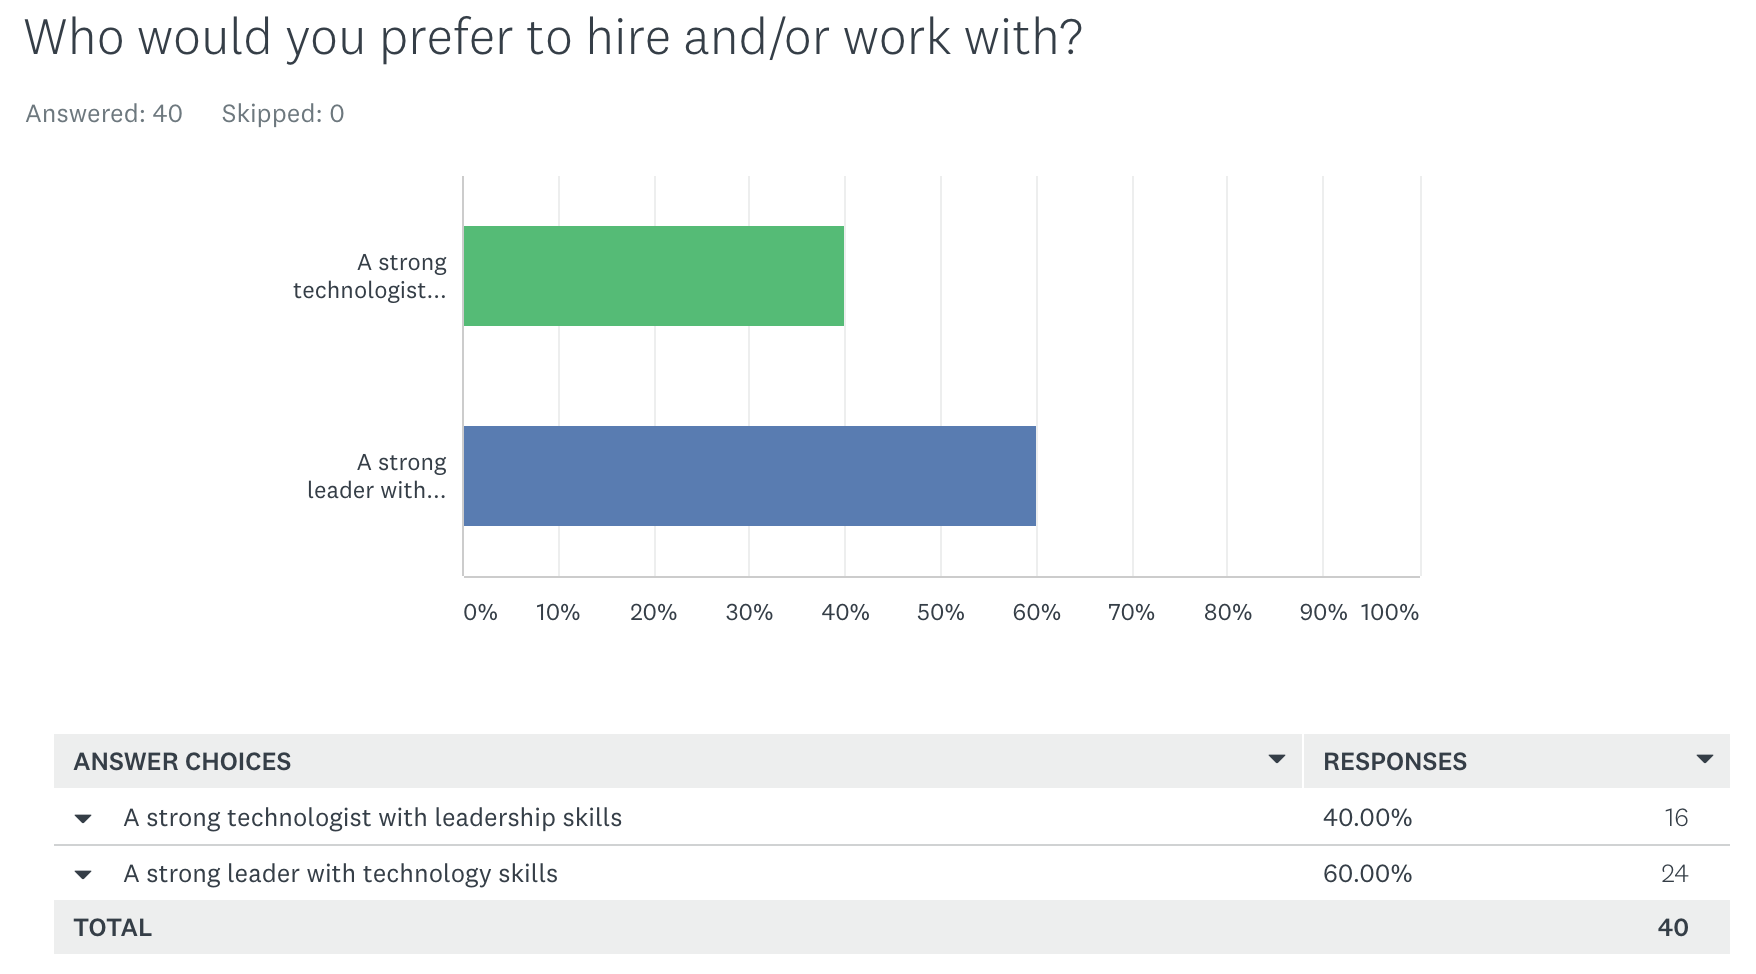 Who would you prefer to hire and/or work with?
Answered: 40 Skipped: 0
A strong
technologist...
A strong
leader with...
0% 10% 20% 30% 40% 50% 60% 70% 80% 90% 100%
ANSWER CHOICES RESPONSES
A strong technologist with leadership skills 40.00% 16
A strong leader with technology skills 60.00% 24
TOTAL 40